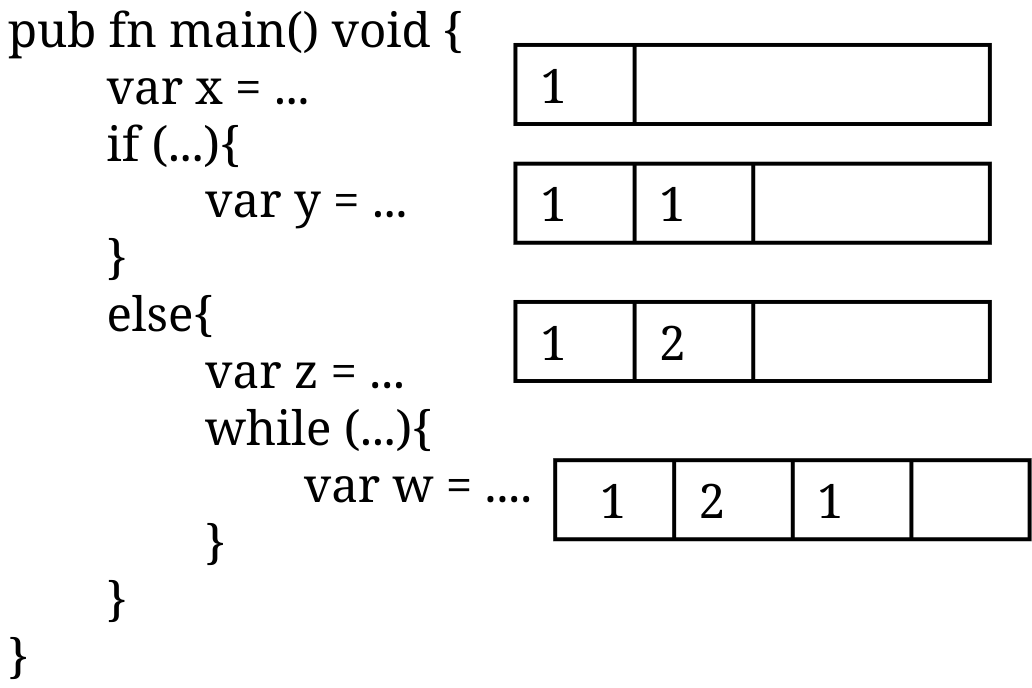 pub fn main() void {
var x = ...
1
if (...){
var y = ...
1 1
}
else{
var z = ...
1 2
while (...){
var w = ....
1 2 1
}
}
}